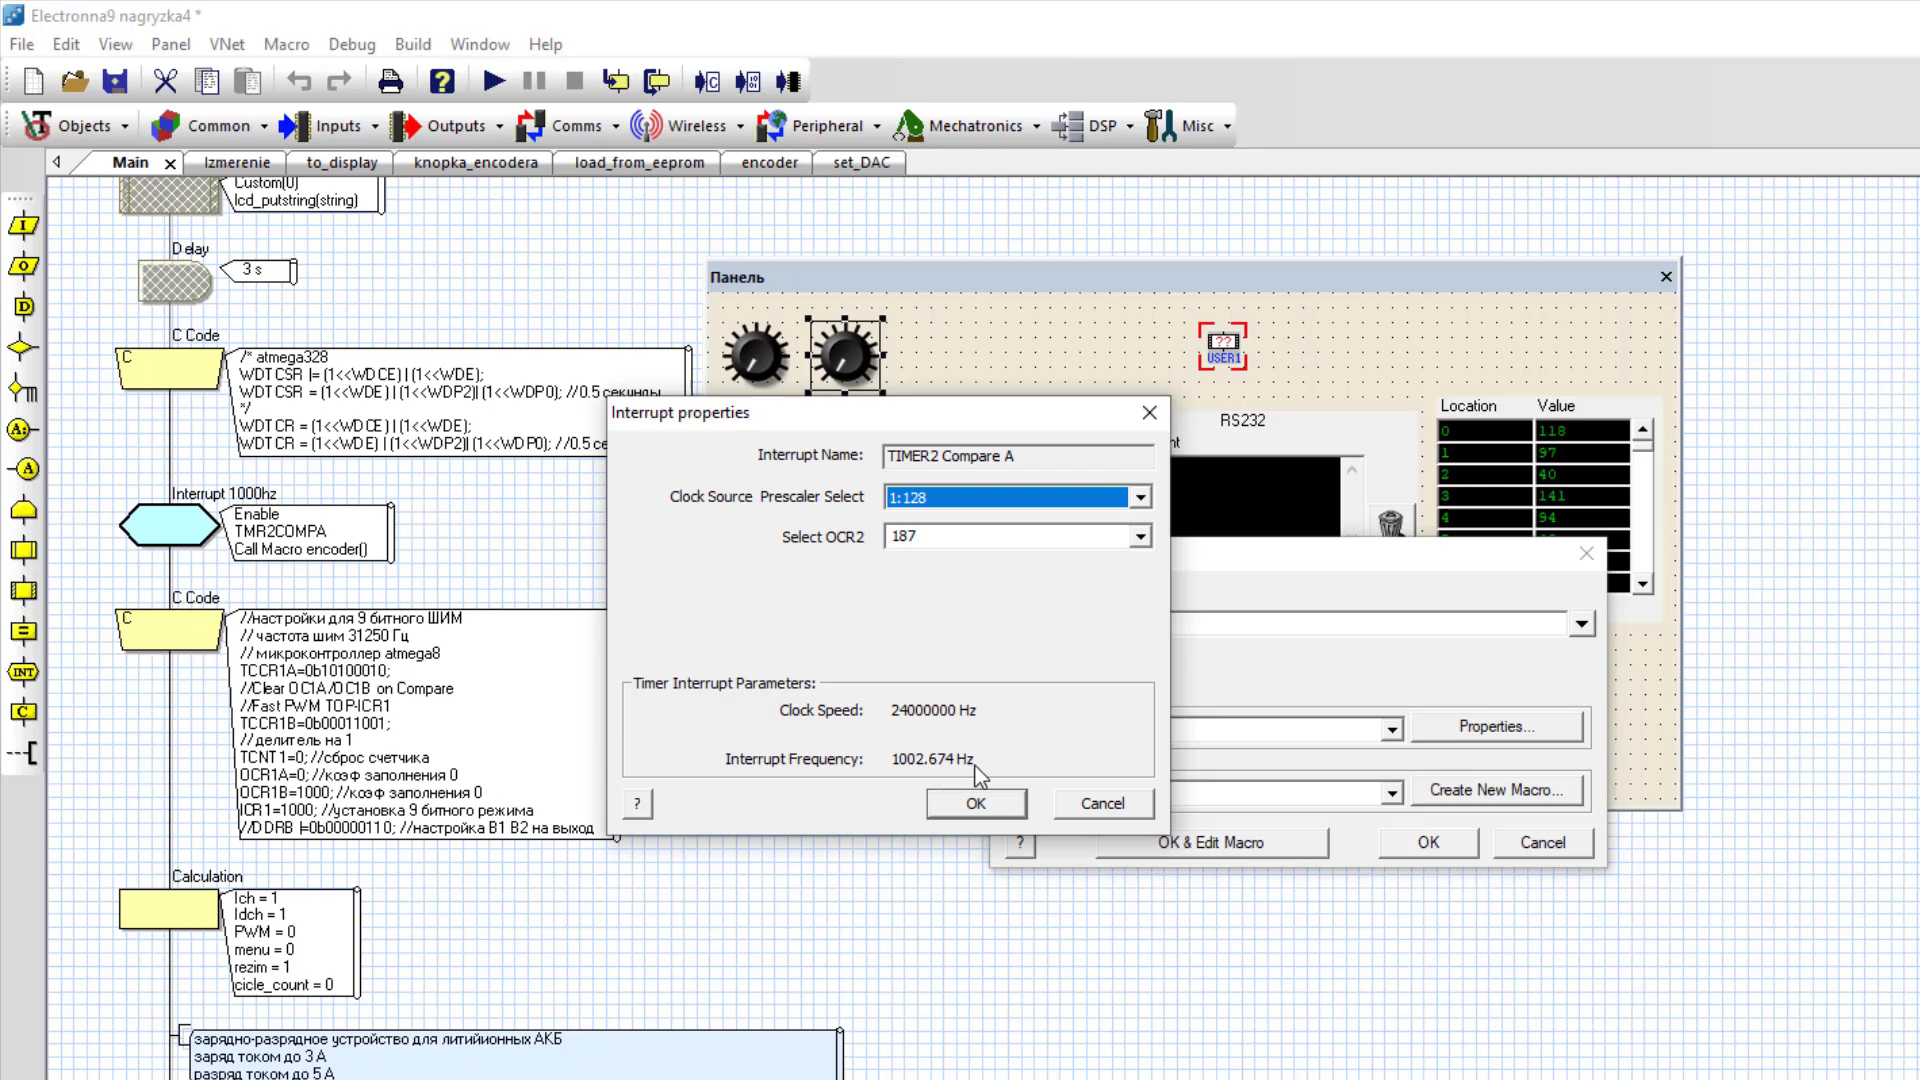 Electronna9 nagryzka4 *
File Edit View Panel VNet Macro Debug Build Window Help
Objects Common Inputs Outputs Comms Wireless Peripheral Mechatronics DSP Misc
Main Izmerenie to_display knopka_encodera load_from_eeprom encoder set_DAC
Custom(0)
lcd_putstring(string)
Delay
3 s
C Code
C
/* atmega328
WDTCSR |= (1<<WDCE) | (1<<WDE);
WDTCSR = (1<<WDE) | (1<<WDP2)| (1<<WDP0); //0.5 секунды
*/
WDTCR = (1<<WDCE) | (1<<WDE);
WDTCR = (1<<WDE) | (1<<WDP2)| (1<<WDP0); //0.5 се
Interrupt 1000hz
Enable
TMR2COMPA
Call Macro encoder()
C Code
C
//настройки для 9 битного ШИМ
// частота шим 31250 Гц
// микроконтроллер atmega8
TCCR1A=0b10100010;
//Clear OC1A/OC1B on Compare
//Fast PWM TOP-ICR1
TCCR1B=0b00011001;
//делитель на 1
TCNT1=0; //сброс счетчика
OCR1A=0; //коэф заполнения 0
OCR1B=1000; //коэф заполнения 0
ICR1=1000; //установка 9 битного режима
//DDRB |=0b00000110; //настройка B1 B2 на выход
Calculation
Ich = 1
Idch = 1
PWM = 0
menu = 0
rezim = 1
cicle_count = 0
зарядно-разрядное устройство для литийионных АКБ
заряд током до 3 А
разряд током до 5 А
Панель
??
USER1
RS232
Location Value
0 118
1 97
2 40
3 141
4 94
Interrupt properties
Interrupt Name: TIMER2 Compare A
Clock Source Prescaler Select 1:128
Select OCR2 187
Timer Interrupt Parameters:
Clock Speed: 24000000 Hz
Interrupt Frequency: 1002.674 Hz
? OK Cancel
Properties...
Create New Macro...
? OK & Edit Macro OK Cancel
I
O
D
A:-
-A
INT
C